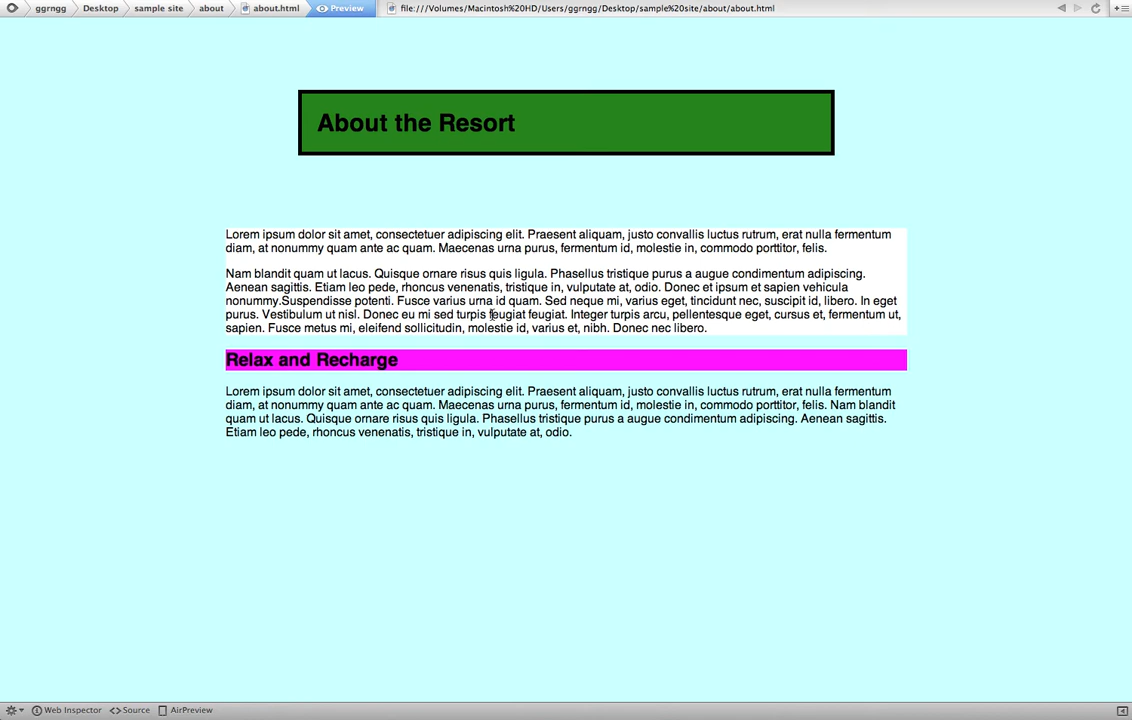 ggrngg Desktop sample site about about.html Preview file:///Volumes/Macintosh%20HD/Users/ggrngg/Desktop/sample%20site/about/about.html
About the Resort
Lorem ipsum dolor sit amet, consectetuer adipiscing elit. Praesent aliquam, justo convallis luctus rutrum, erat nulla fermentum
diam, at nonummy quam ante ac quam. Maecenas urna purus, fermentum id, molestie in, commodo porttitor, felis.
Nam blandit quam ut lacus. Quisque ornare risus quis ligula. Phasellus tristique purus a augue condimentum adipiscing.
Aenean sagittis. Etiam leo pede, rhoncus venenatis, tristique in, vulputate at, odio. Donec et ipsum et sapien vehicula
nonummy.Suspendisse potenti. Fusce varius urna id quam. Sed neque mi, varius eget, tincidunt nec, suscipit id, libero. In eget
purus. Vestibulum ut nisl. Donec eu mi sed turpis feugiat feugiat. Integer turpis arcu, pellentesque eget, cursus et, fermentum ut,
sapien. Fusce metus mi, eleifend sollicitudin, molestie id, varius et, nibh. Donec nec libero.
Relax and Recharge
Lorem ipsum dolor sit amet, consectetuer adipiscing elit. Praesent aliquam, justo convallis luctus rutrum, erat nulla fermentum
diam, at nonummy quam ante ac quam. Maecenas urna purus, fermentum id, molestie in, commodo porttitor, felis. Nam blandit
quam ut lacus. Quisque ornare risus quis ligula. Phasellus tristique purus a augue condimentum adipiscing. Aenean sagittis.
Etiam leo pede, rhoncus venenatis, tristique in, vulputate at, odio.
Web Inspector Source AirPreview